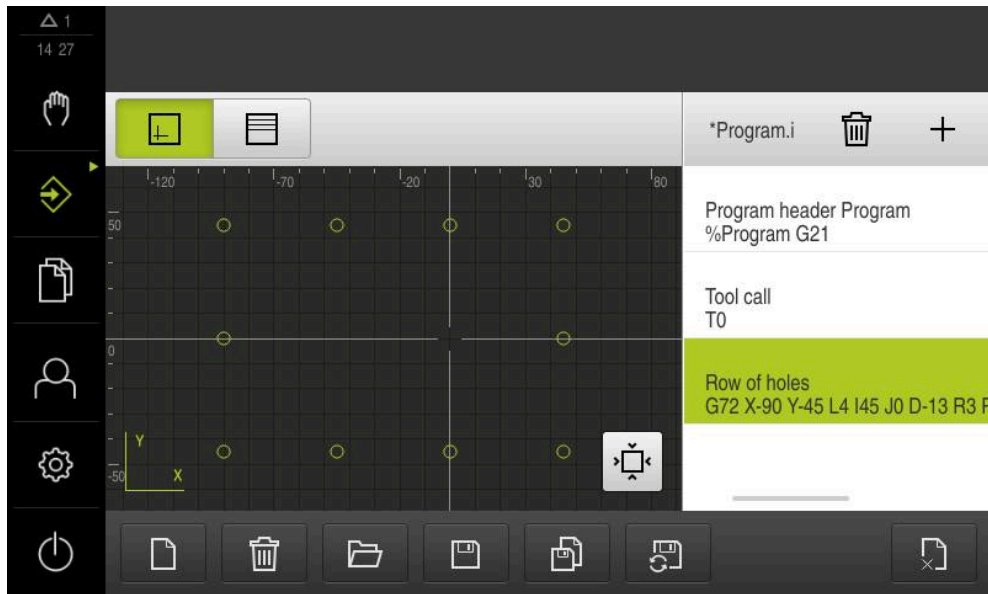 1
14 27
*Program.i
-120
-70
-20
30
80
50
0
-50
Y
X
Program header Program
%Program G21
Tool call
T0
Row of holes
G72 X-90 Y-45 L4 I45 J0 D-13 R3 F